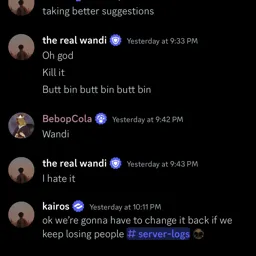 taking better suggestions
the real wandi Yesterday at 9:33 PM
Oh god
Kill it
Butt bin butt bin butt bin
BebopCola Yesterday at 9:42 PM
Wandi
the real wandi Yesterday at 9:43 PM
I hate it
kairos Yesterday at 10:11 PM
ok we're gonna have to change it back if we
keep losing people # server-logs